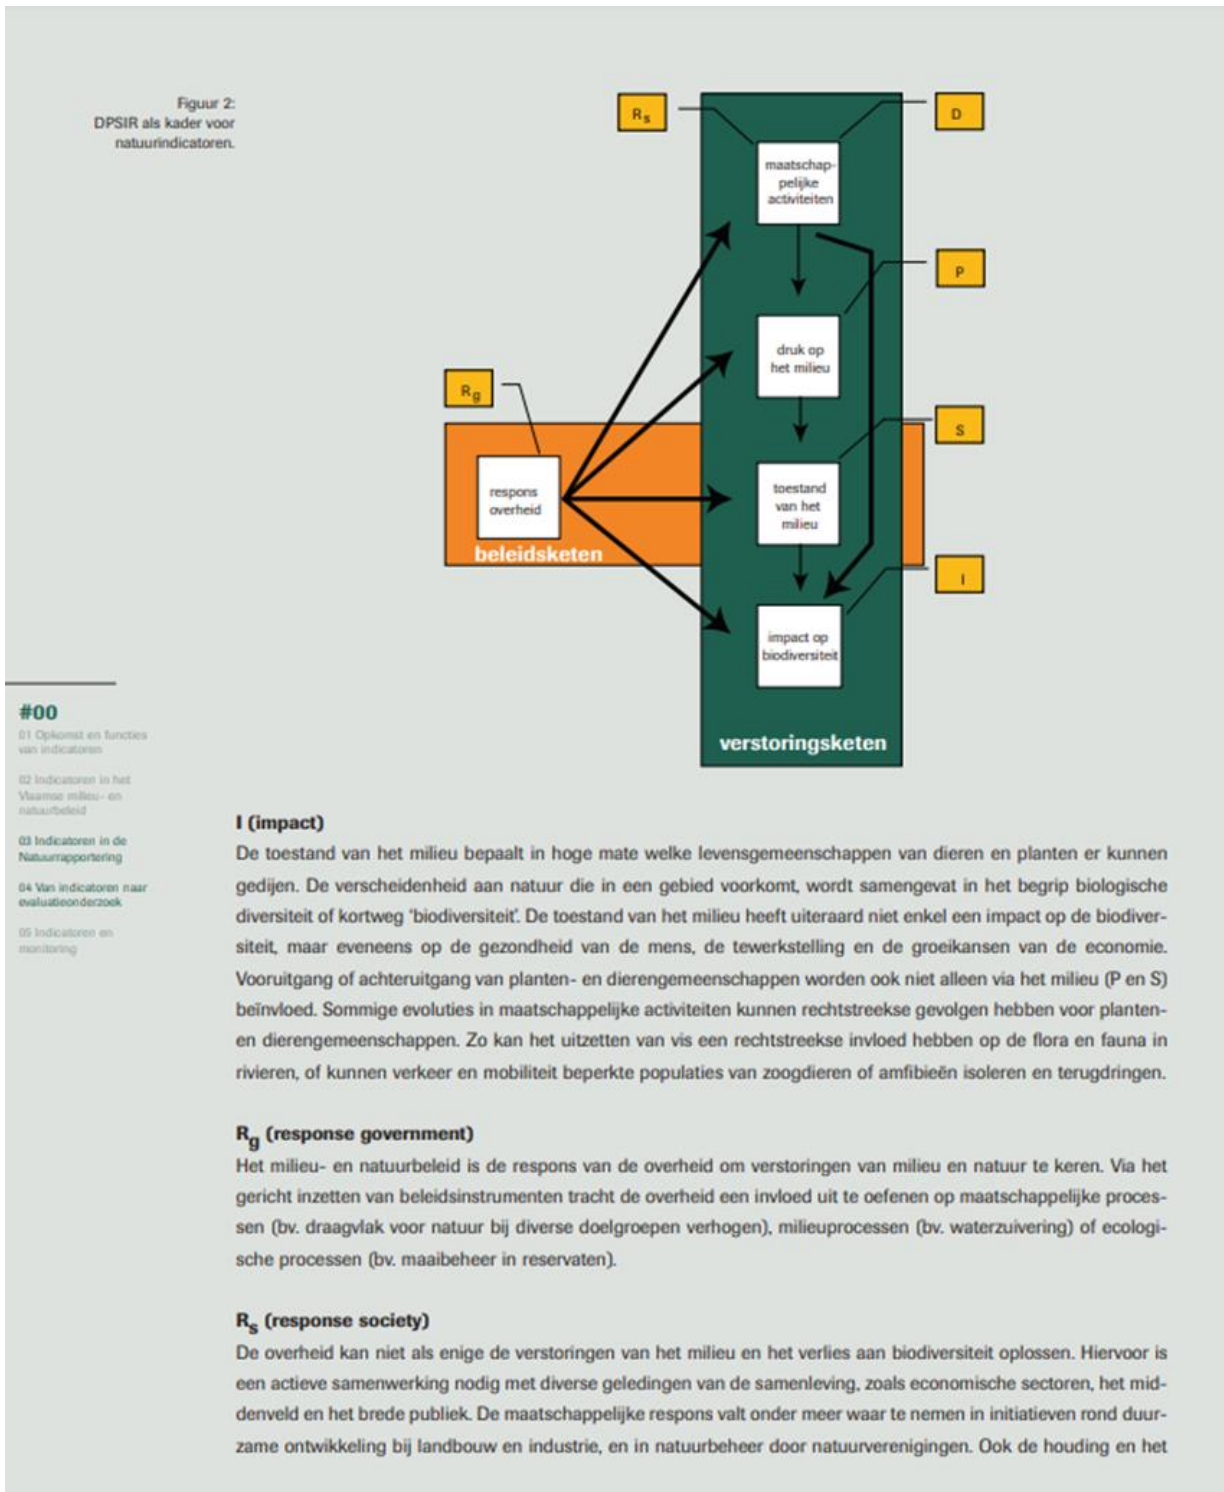 Figuur 2:
DPSIR als kader voor
natuurindicatoren.
Rs
D
maatschap-
pelijke
activiteiten
P
druk op
het milieu
Rg
S
respons
overheid
toestand
van het
milieu
beleidsketen
I
impact op
biodiversiteit
verstoringsketen
#00
01 Opkomst en functies
van indicatoren
02 Indicatoren in het
Vlaamse milieu- en
natuurbeleid
03 Indicatoren in de
Natuurrapportering
04 Van indicatoren naar
evaluatieonderzoek
05 Indicatoren en
monitoring
I (impact)
De toestand van het milieu bepaalt in hoge mate welke levensgemeenschappen van dieren en planten er kunnen
gedijen. De verscheidenheid aan natuur die in een gebied voorkomt, wordt samengevat in het begrip biologische
diversiteit of kortweg 'biodiversiteit'. De toestand van het milieu heeft uiteraard niet enkel een impact op de biodiver-
siteit, maar eveneens op de gezondheid van de mens, de tewerkstelling en de groeikansen van de economie.
Vooruitgang of achteruitgang van planten- en dierengemeenschappen worden ook niet alleen via het milieu (P en S)
beïnvloed. Sommige evoluties in maatschappelijke activiteiten kunnen rechtstreekse gevolgen hebben voor planten-
en dierengemeenschappen. Zo kan het uitzetten van vis een rechtstreekse invloed hebben op de flora en fauna in
rivieren, of kunnen verkeer en mobiliteit beperkte populaties van zoogdieren of amfibieën isoleren en terugdringen.
Rg (response government)
Het milieu- en natuurbeleid is de respons van de overheid om verstoringen van milieu en natuur te keren. Via het
gericht inzetten van beleidsinstrumenten tracht de overheid een invloed uit te oefenen op maatschappelijke proces-
sen (bv. draagvlak voor natuur bij diverse doelgroepen verhogen), milieuprocessen (bv. waterzuivering) of ecologi-
sche processen (bv. maaibeheer in reservaten).
Rs (response society)
De overheid kan niet als enige de verstoringen van het milieu en het verlies aan biodiversiteit oplossen. Hiervoor is
een actieve samenwerking nodig met diverse geledingen van de samenleving, zoals economische sectoren, het mid-
denveld en het brede publiek. De maatschappelijke respons valt onder meer waar te nemen in initiatieven rond duur-
zame ontwikkeling bij landbouw en industrie, en in natuurbeheer door natuurverenigingen. Ook de houding en het